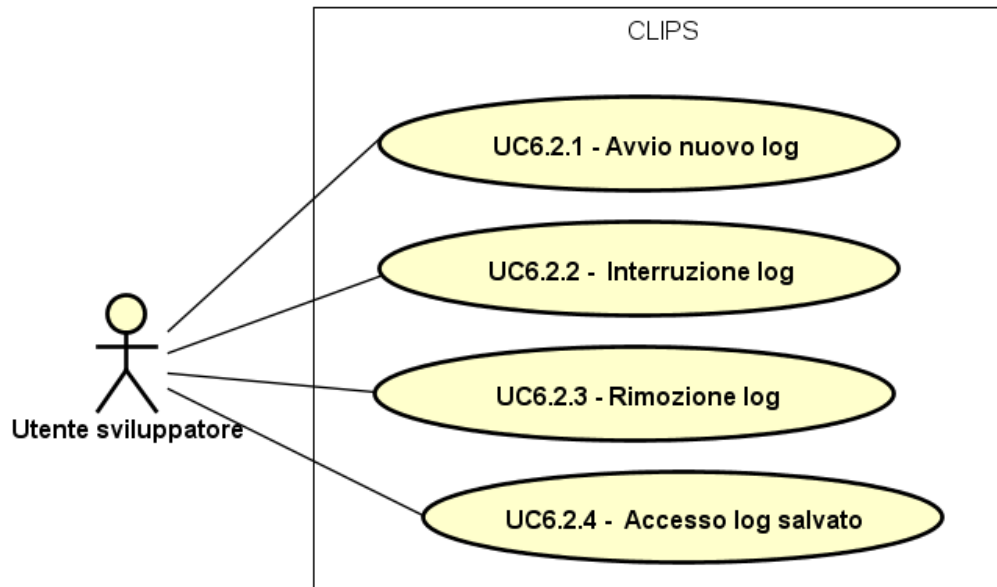 CLIPS
UC6.2.1 - Avvio nuovo log
UC6.2.2 - Interruzione log
UC6.2.3 - Rimozione log
UC6.2.4 - Accesso log salvato
Utente sviluppatore